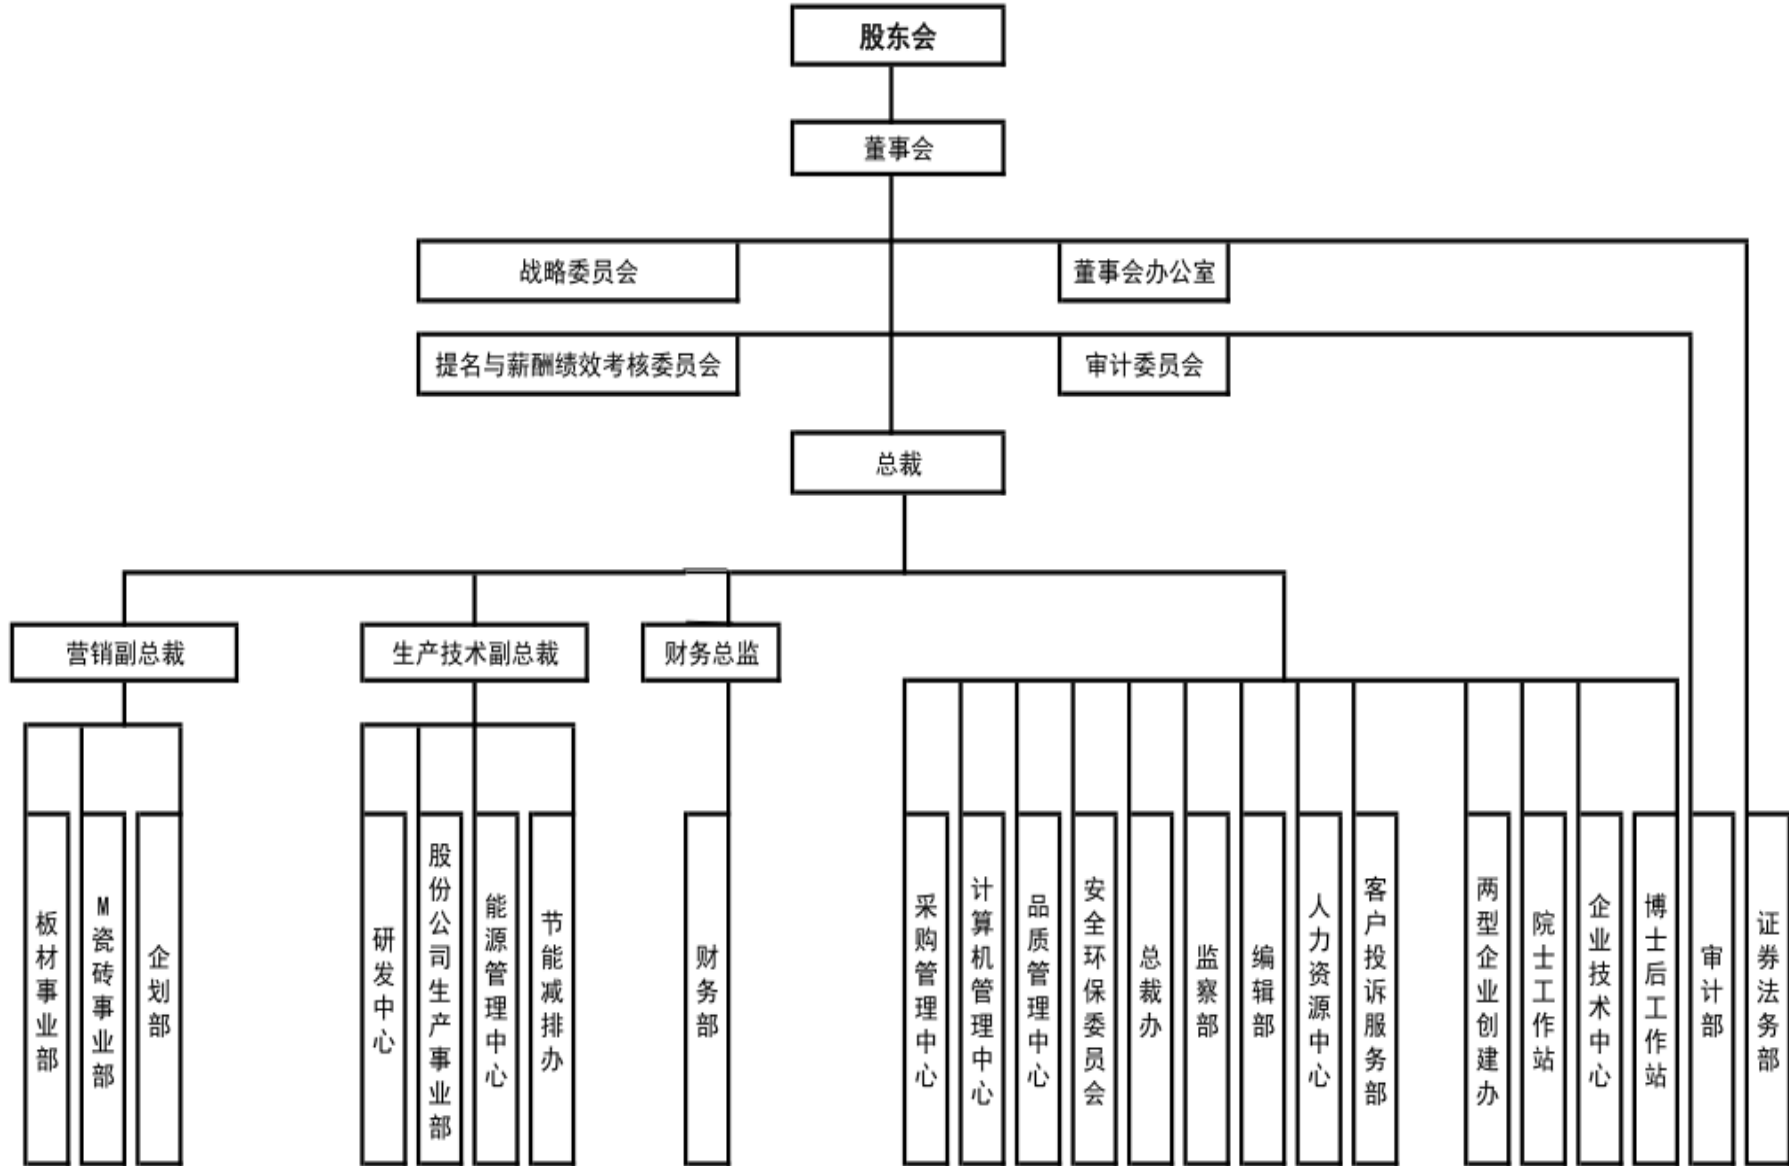 股东会
董事会
战略委员会
董事会办公室
提名与薪酬绩效考核委员会
审计委员会
总裁
营销副总裁
生产技术副总裁
财务总监
板材事业部
M瓷砖事业部
企划部
研发中心
股份公司生产事业部
能源管理中心
节能减排办
财务部
采购管理中心
计算机管理中心
品质管理中心
安全环保委员会
总裁办
监察部
编辑部
人力资源中心
客户投诉服务部
两型企业创建办
院士工作站
企业技术中心
博士后工作站
审计部
证券法务部